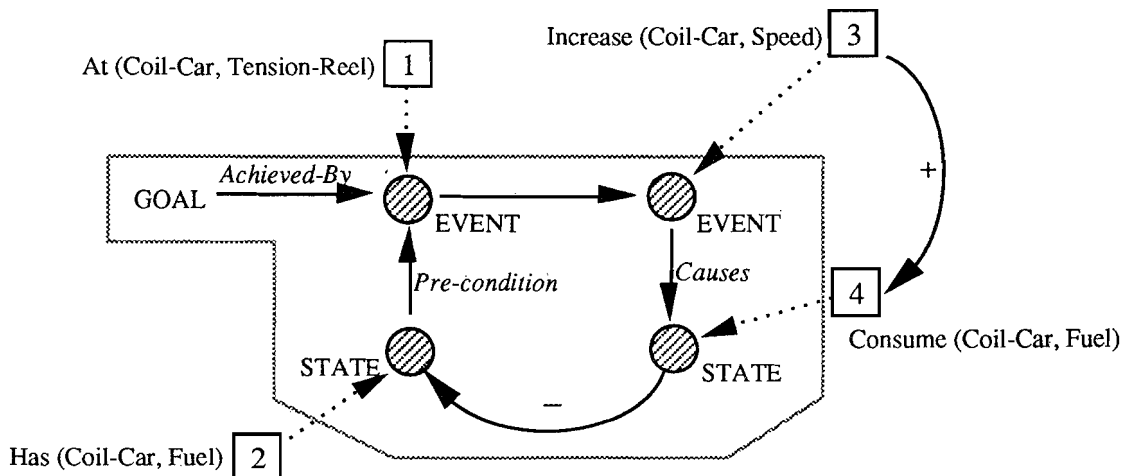 Increase (Coil-Car, Speed) 3
At (Coil-Car, Tension-Reel) 1
+
Achieved-By
GOAL
EVENT
EVENT
Pre-condition
Causes
4
Consume (Coil-Car, Fuel)
STATE
STATE
−
Has (Coil-Car, Fuel) 2